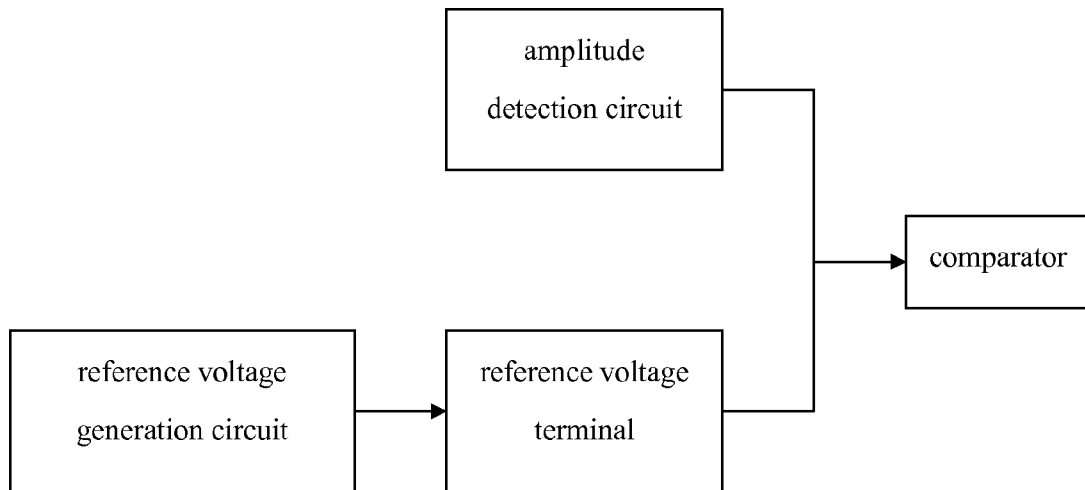 amplitude
detection circuit
comparator
reference voltage
generation circuit
reference voltage
terminal